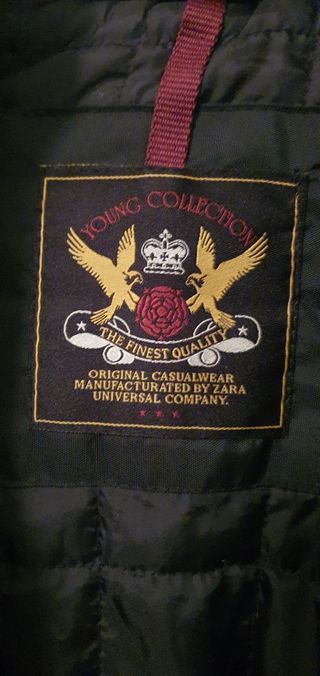 YOUNG COLLECTION
THE FINEST QUALITY
ORIGINAL CASUALWEAR
MANUFACTURATED BY ZARA
UNIVERSAL COMPANY.